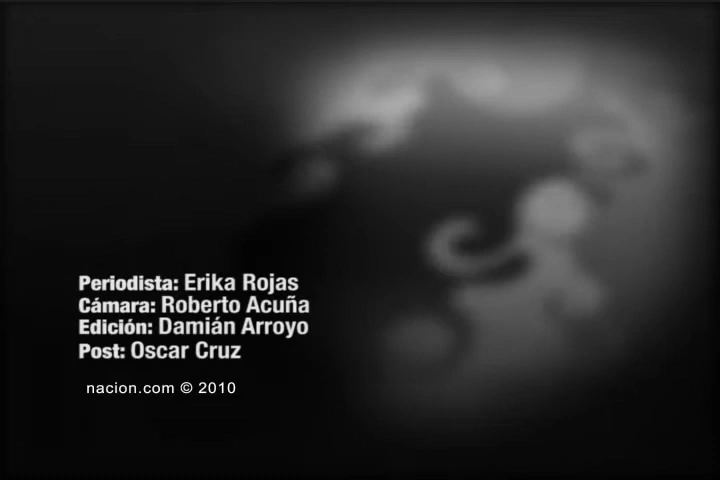 Periodista: Erika Rojas
Cámara: Roberto Acuña
Edición: Damián Arroyo
Post: Oscar Cruz
nacion.com © 2010